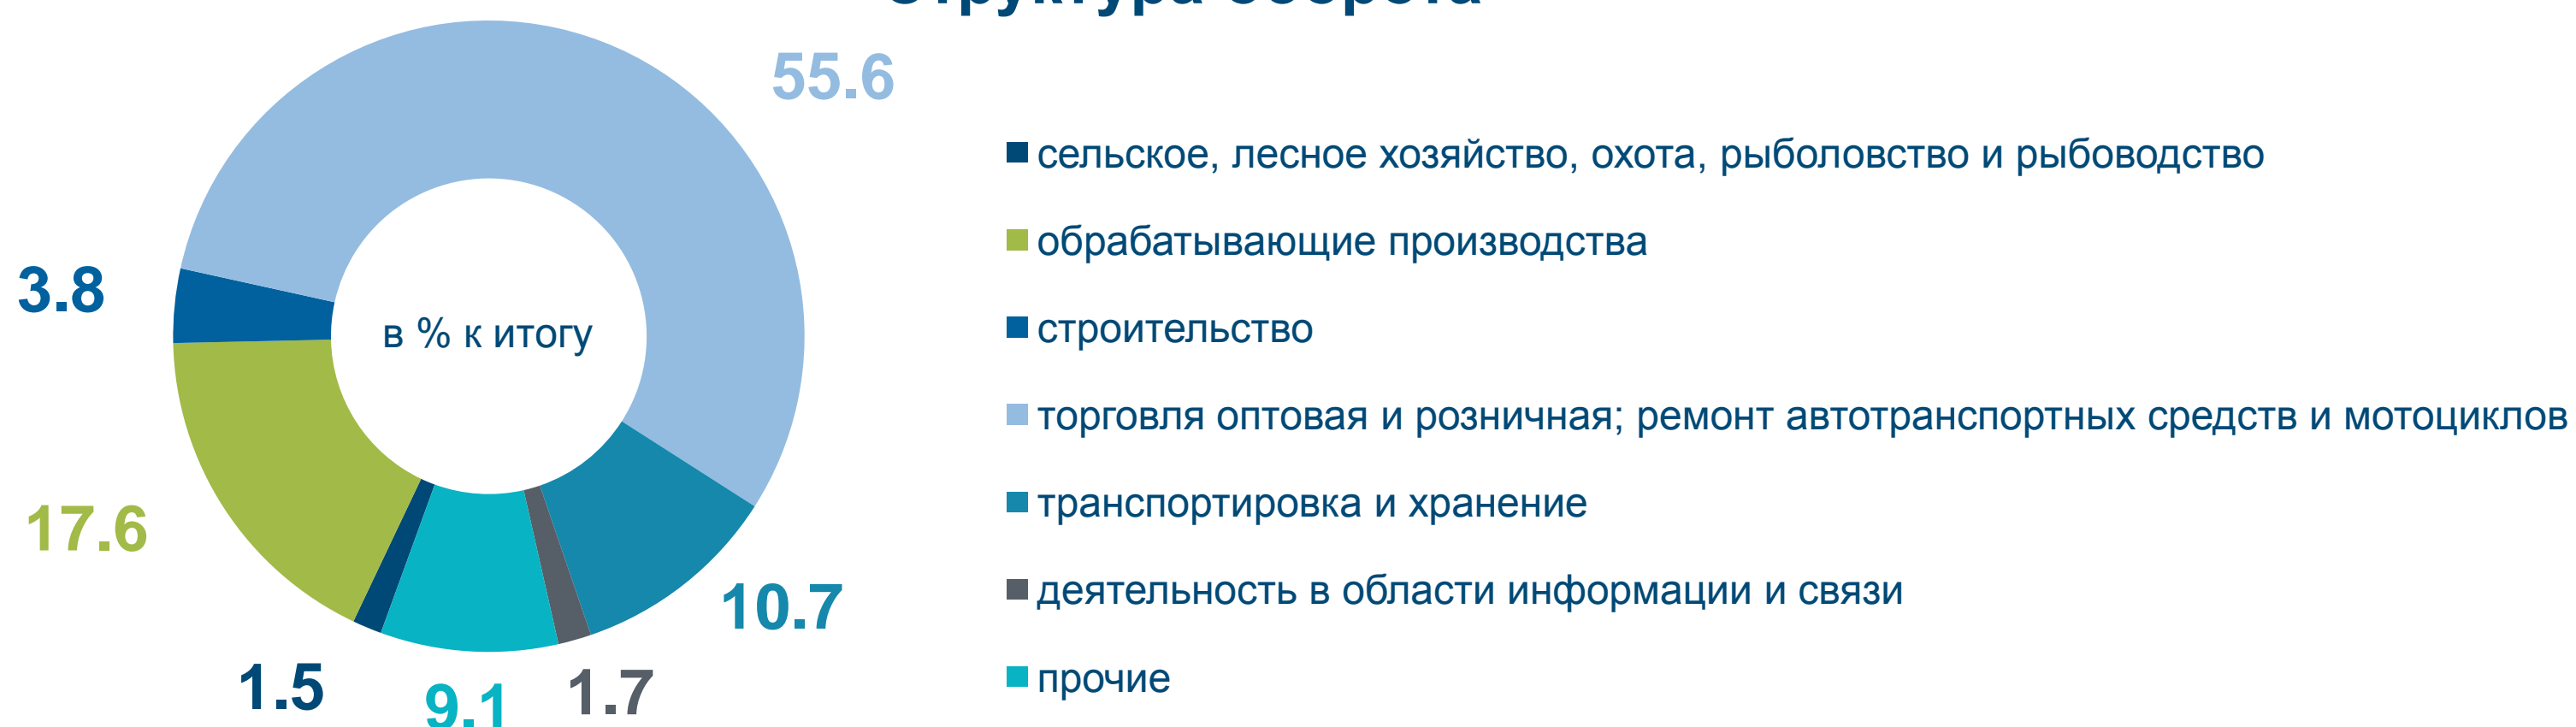 Структура оборота
55.6
3.8
в % к итогу
17.6
10.7
1.5
9.1
1.7
сельское, лесное хозяйство, охота, рыболовство и рыбоводство
обрабатывающие производства
строительство
торговля оптовая и розничная; ремонт автотранспортных средств и мотоциклов
транспортировка и хранение
деятельность в области информации и связи
прочие